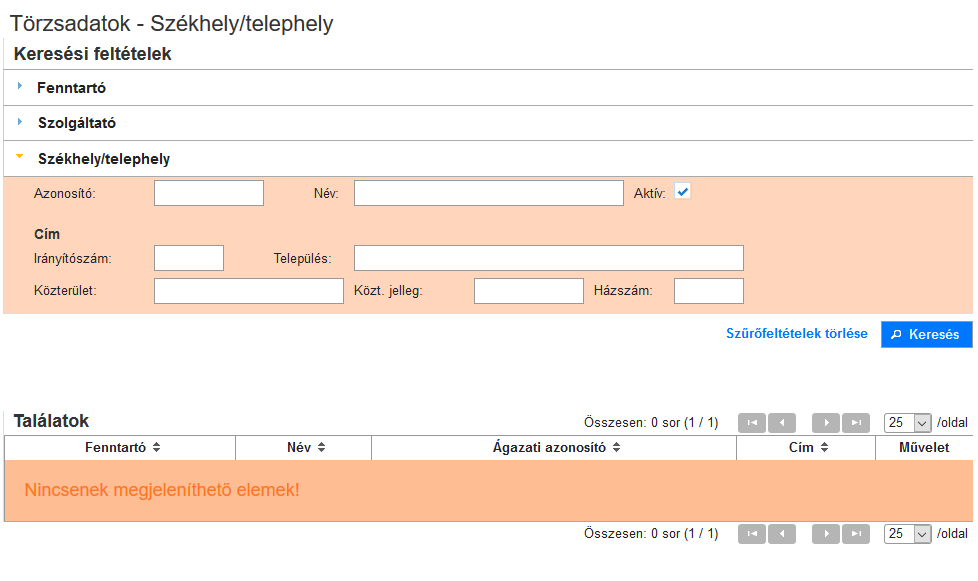 Törzsadatok - Székhely/telephely
Keresési feltételek
Fenntartó
Szolgáltató
Székhely/telephely
Azonosító: Név: Aktív:
Cím
Irányítószám: Település:
Közterület: Közt. jelleg: Házszám:
Szűrőfeltételek törlése Keresés
Találatok Összesen: 0 sor (1 / 1) 25 /oldal
Fenntartó Név Ágazati azonosító Cím Művelet
Nincsenek megjeleníthető elemek!
Összesen: 0 sor (1 / 1) 25 /oldal